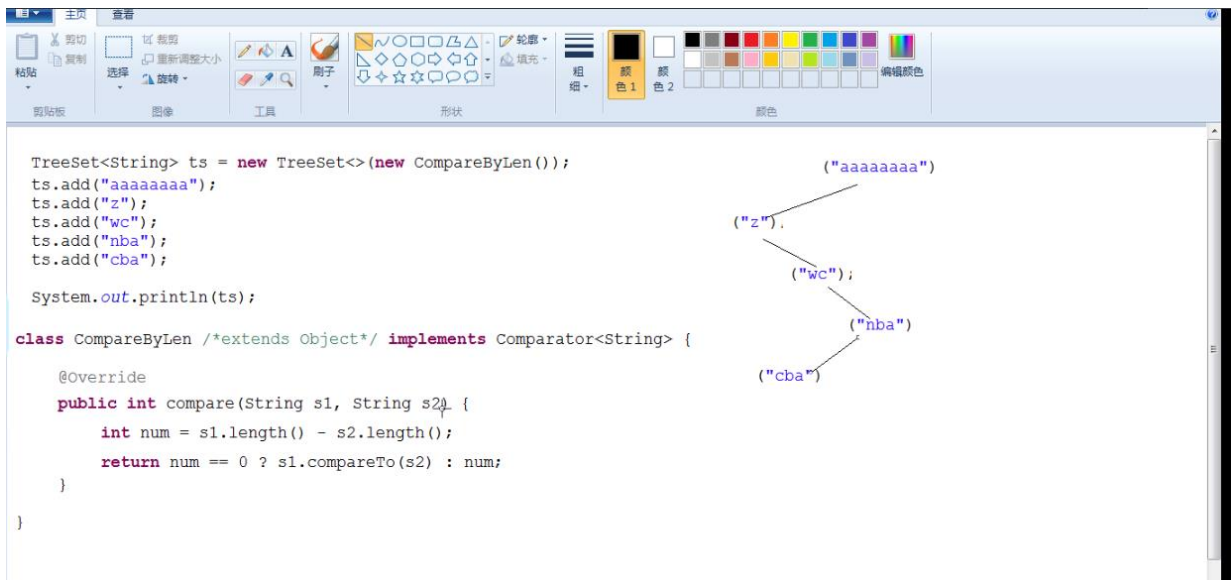 主页 查看
粘贴
剪切
复制
剪贴板
选择
裁剪
重新调整大小
旋转
图像
A
工具
刷子
轮廓
填充
形状
粗
细
颜
色 1
颜
色 2
编辑颜色
颜色
TreeSet<String> ts = new TreeSet<>(new CompareByLen());
ts.add("aaaaaaaa");
ts.add("z");
ts.add("wc");
ts.add("nba");
ts.add("cba");
System.out.println(ts);
class CompareByLen /*extends Object*/ implements Comparator<String> {
@Override
public int compare(String s1, String s2) {
int num = s1.length() - s2.length();
return num == 0 ? s1.compareTo(s2) : num;
}
}
("aaaaaaaa")
("z");
("wc");
("nba")
("cba")